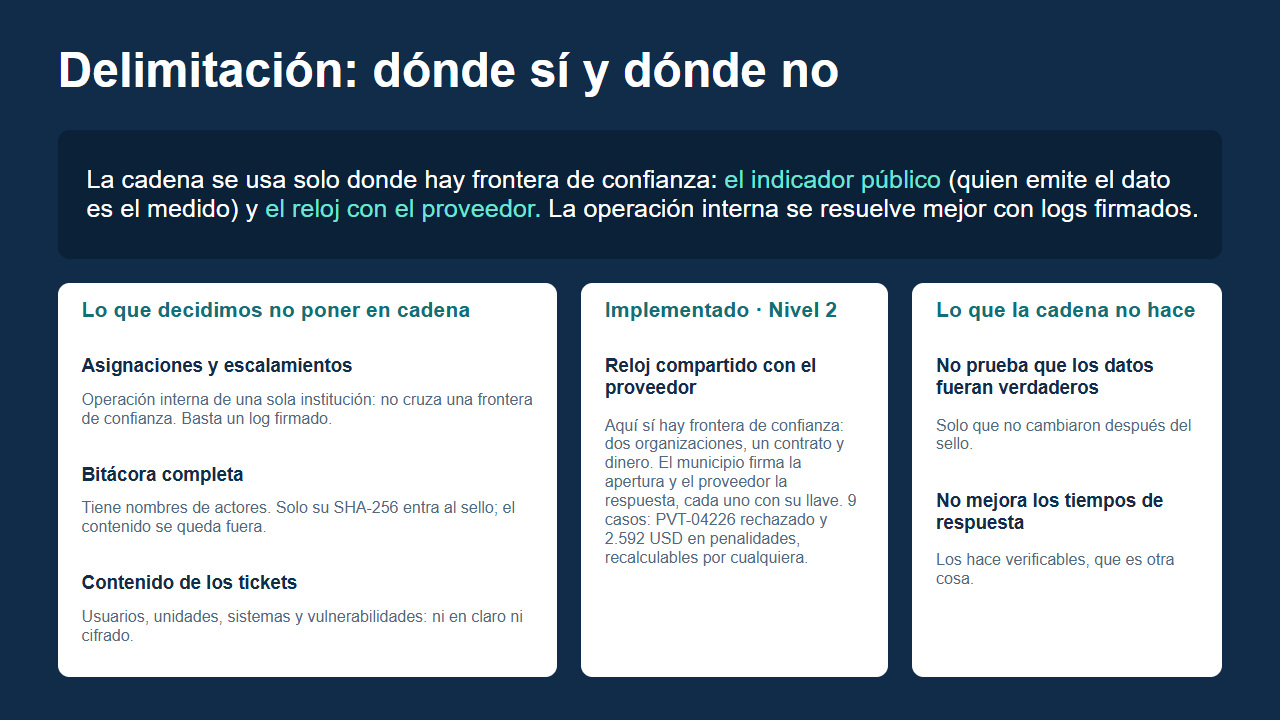 Delimitación: dónde sí y dónde no
La cadena se usa solo donde hay frontera de confianza: el indicador público (quien emite el dato
es el medido) y el reloj con el proveedor. La operación interna se resuelve mejor con logs firmados.
Lo que decidimos no poner en cadena
Asignaciones y escalamientos
Operación interna de una sola institución: no cruza una frontera
de confianza. Basta un log firmado.
Bitácora completa
Tiene nombres de actores. Solo su SHA-256 entra al sello; el
contenido se queda fuera.
Contenido de los tickets
Usuarios, unidades, sistemas y vulnerabilidades: ni en claro ni
cifrado.
Implementado · Nivel 2
Reloj compartido con el
proveedor
Aquí sí hay frontera de confianza:
dos organizaciones, un contrato y
dinero. El municipio firma la
apertura y el proveedor la
respuesta, cada uno con su llave. 9
casos: PVT-04226 rechazado y
2.592 USD en penalidades,
recalculables por cualquiera.
Lo que la cadena no hace
No prueba que los datos
fueran verdaderos
Solo que no cambiaron después del
sello.
No mejora los tiempos de
respuesta
Los hace verificables, que es otra
cosa.